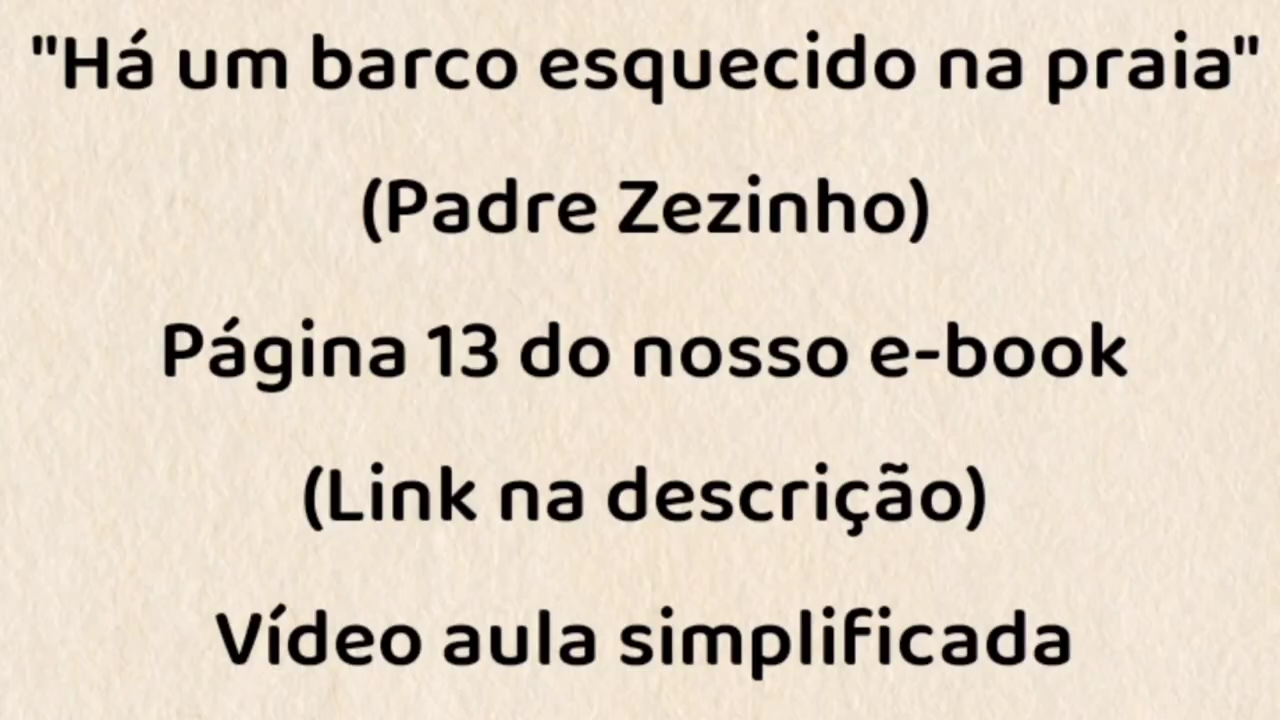 "Há um barco esquecido na praia"
(Padre Zezinho)
Página 13 do nosso e-book
(Link na descrição)
Vídeo aula simplificada